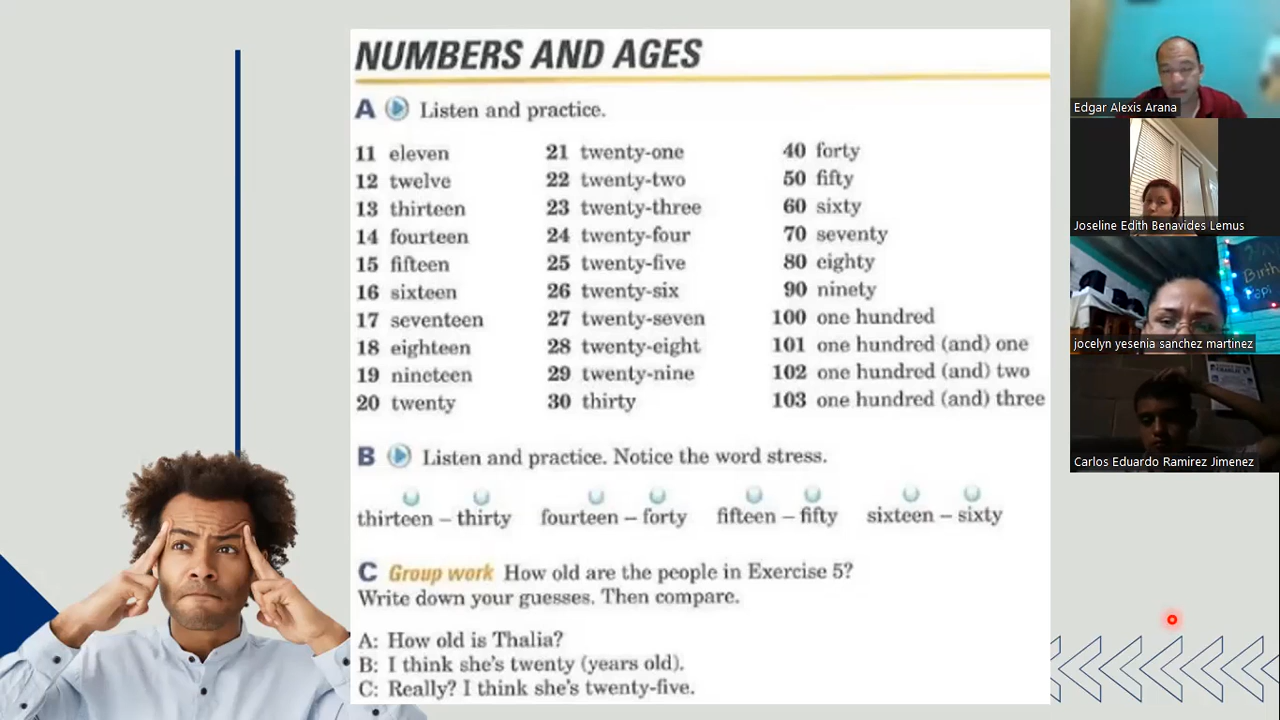 NUMBERS AND AGES
A Listen and practice.
11 eleven 21 twenty-one 40 forty
12 twelve 22 twenty-two 50 fifty
13 thirteen 23 twenty-three 60 sixty
14 fourteen 24 twenty-four 70 seventy
15 fifteen 25 twenty-five 80 eighty
16 sixteen 26 twenty-six 90 ninety
17 seventeen 27 twenty-seven 100 one hundred
18 eighteen 28 twenty-eight 101 one hundred (and) one
19 nineteen 29 twenty-nine 102 one hundred (and) two
20 twenty 30 thirty 103 one hundred (and) three
B Listen and practice. Notice the word stress.
thirteen – thirty fourteen – forty fifteen – fifty sixteen – sixty
C Group work How old are the people in Exercise 5?
Write down your guesses. Then compare.
A: How old is Thalia?
B: I think she's twenty (years old).
C: Really? I think she's twenty-five.
Edgar Alexis Arana
Joseline Edith Benavides Lemus
Birth
Papi
jocelyn yesenia sanchez martinez
Carlos Eduardo Ramirez Jimenez